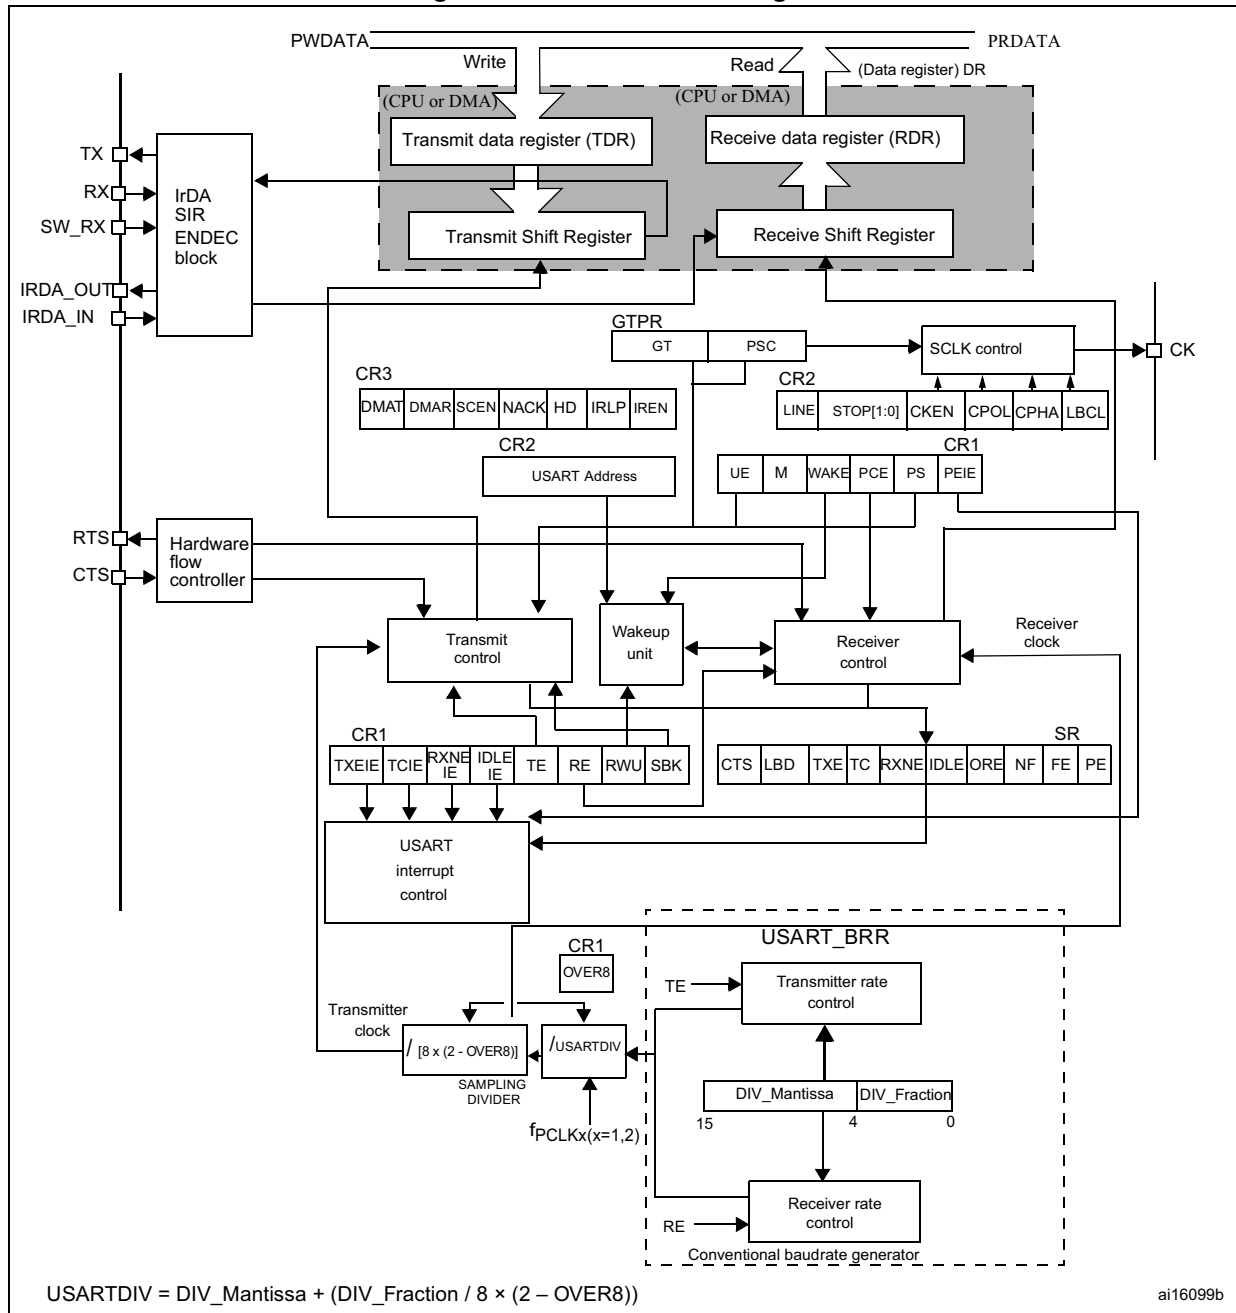 PWDATA
PRDATA
Write
Read
(Data register) DR
(CPU or DMA)
(CPU or DMA)
Transmit data register (TDR)
Receive data register (RDR)
TX
RX
SW_RX
IRDA_OUT
IRDA_IN
IrDA
SIR
ENDEC
block
Transmit Shift Register
Receive Shift Register
GTPR
GT
PSC
SCLK control
CK
CR3
DMAT
DMAR
SCEN
NACK
HD
IRLP
IREN
CR2
LINE
STOP[1:0]
CKEN
CPOL
CPHA
LBCL
CR2
USART Address
CR1
UE
M
WAKE
PCE
PS
PEIE
RTS
CTS
Hardware
flow
controller
Transmit
control
Wakeup
unit
Receiver
control
Receiver
clock
CR1
TXEIE
TCIE
RXNE
IE
IDLE
IE
TE
RE
RWU
SBK
SR
CTS
LBD
TXE
TC
RXNE
IDLE
ORE
NF
FE
PE
USART
interrupt
control
USART_BRR
CR1
OVER8
TE
Transmitter rate
control
Transmitter
clock
/ [8 x (2 - OVER8)]
/USARTDIV
SAMPLING
DIVIDER
DIV_Mantissa
DIV_Fraction
15
4
0
fPCLKx(x=1,2)
RE
Receiver rate
control
Conventional baudrate generator
USARTDIV = DIV_Mantissa + (DIV_Fraction / 8 × (2 – OVER8))
ai16099b